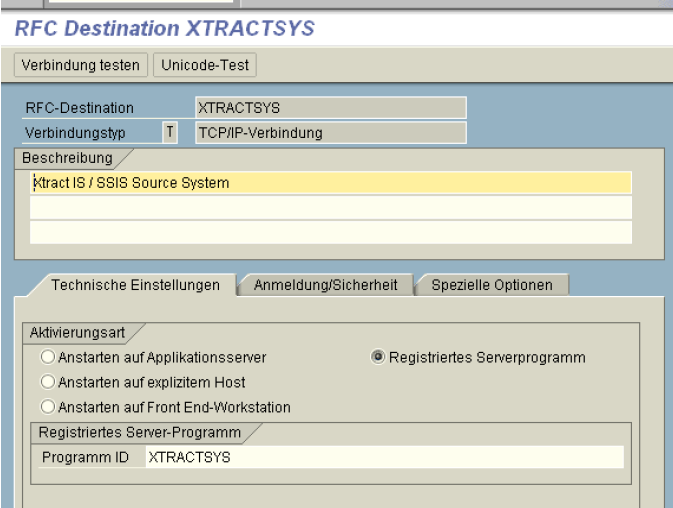 RFC Destination XTRACTSYS
Verbindung testen Unicode-Test
RFC-Destination XTRACTSYS
Verbindungstyp T TCP/IP-Verbindung
Beschreibung
Xtract IS / SSIS Source System
Technische Einstellungen Anmeldung/Sicherheit Spezielle Optionen
Aktivierungsart
Anstarten auf Applikationsserver Registriertes Serverprogramm
Anstarten auf explizitem Host
Anstarten auf Front End-Workstation
Registriertes Server-Programm
Programm ID XTRACTSYS